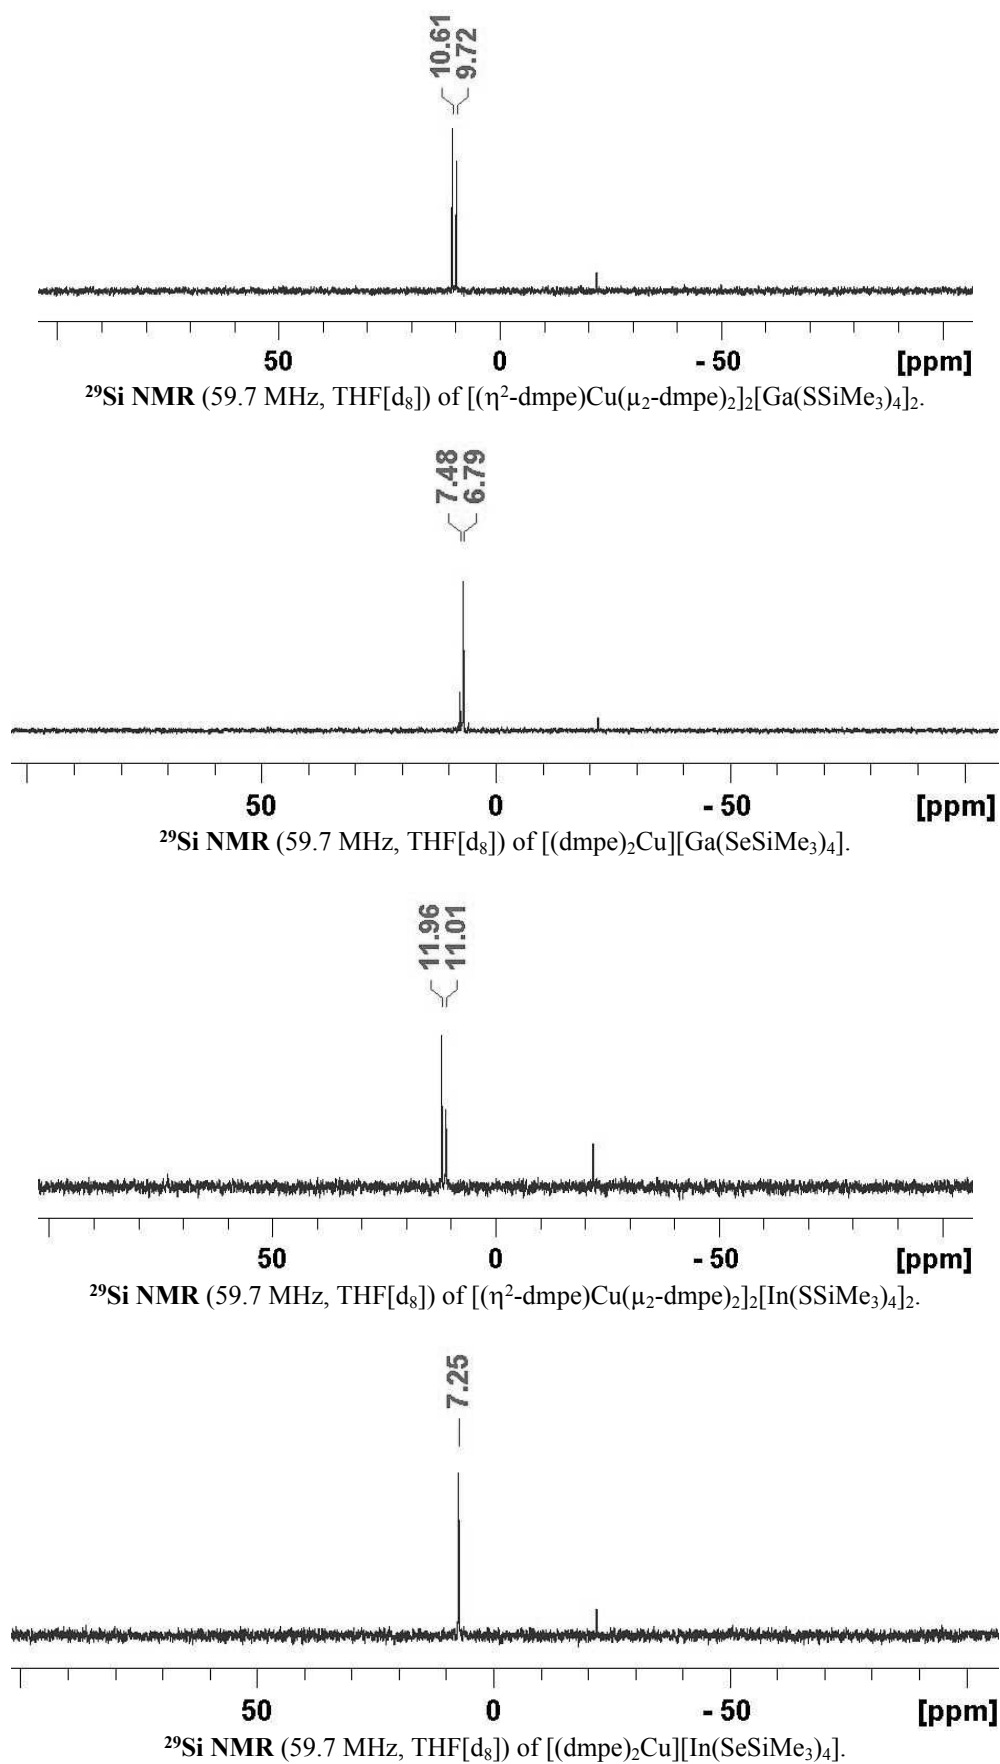 10.61
9.72
50 0 - 50 [ppm]
²⁹Si NMR (59.7 MHz, THF[d₈]) of [(η²-dmpe)Cu(μ₂-dmpe)₂]₂[Ga(SSiMe₃)₄]₂.
7.48
6.79
50 0 - 50 [ppm]
²⁹Si NMR (59.7 MHz, THF[d₈]) of [(dmpe)₂Cu][Ga(SeSiMe₃)₄].
11.96
11.01
50 0 - 50 [ppm]
²⁹Si NMR (59.7 MHz, THF[d₈]) of [(η²-dmpe)Cu(μ₂-dmpe)₂]₂[In(SSiMe₃)₄]₂.
7.25
50 0 - 50 [ppm]
²⁹Si NMR (59.7 MHz, THF[d₈]) of [(dmpe)₂Cu][In(SeSiMe₃)₄].